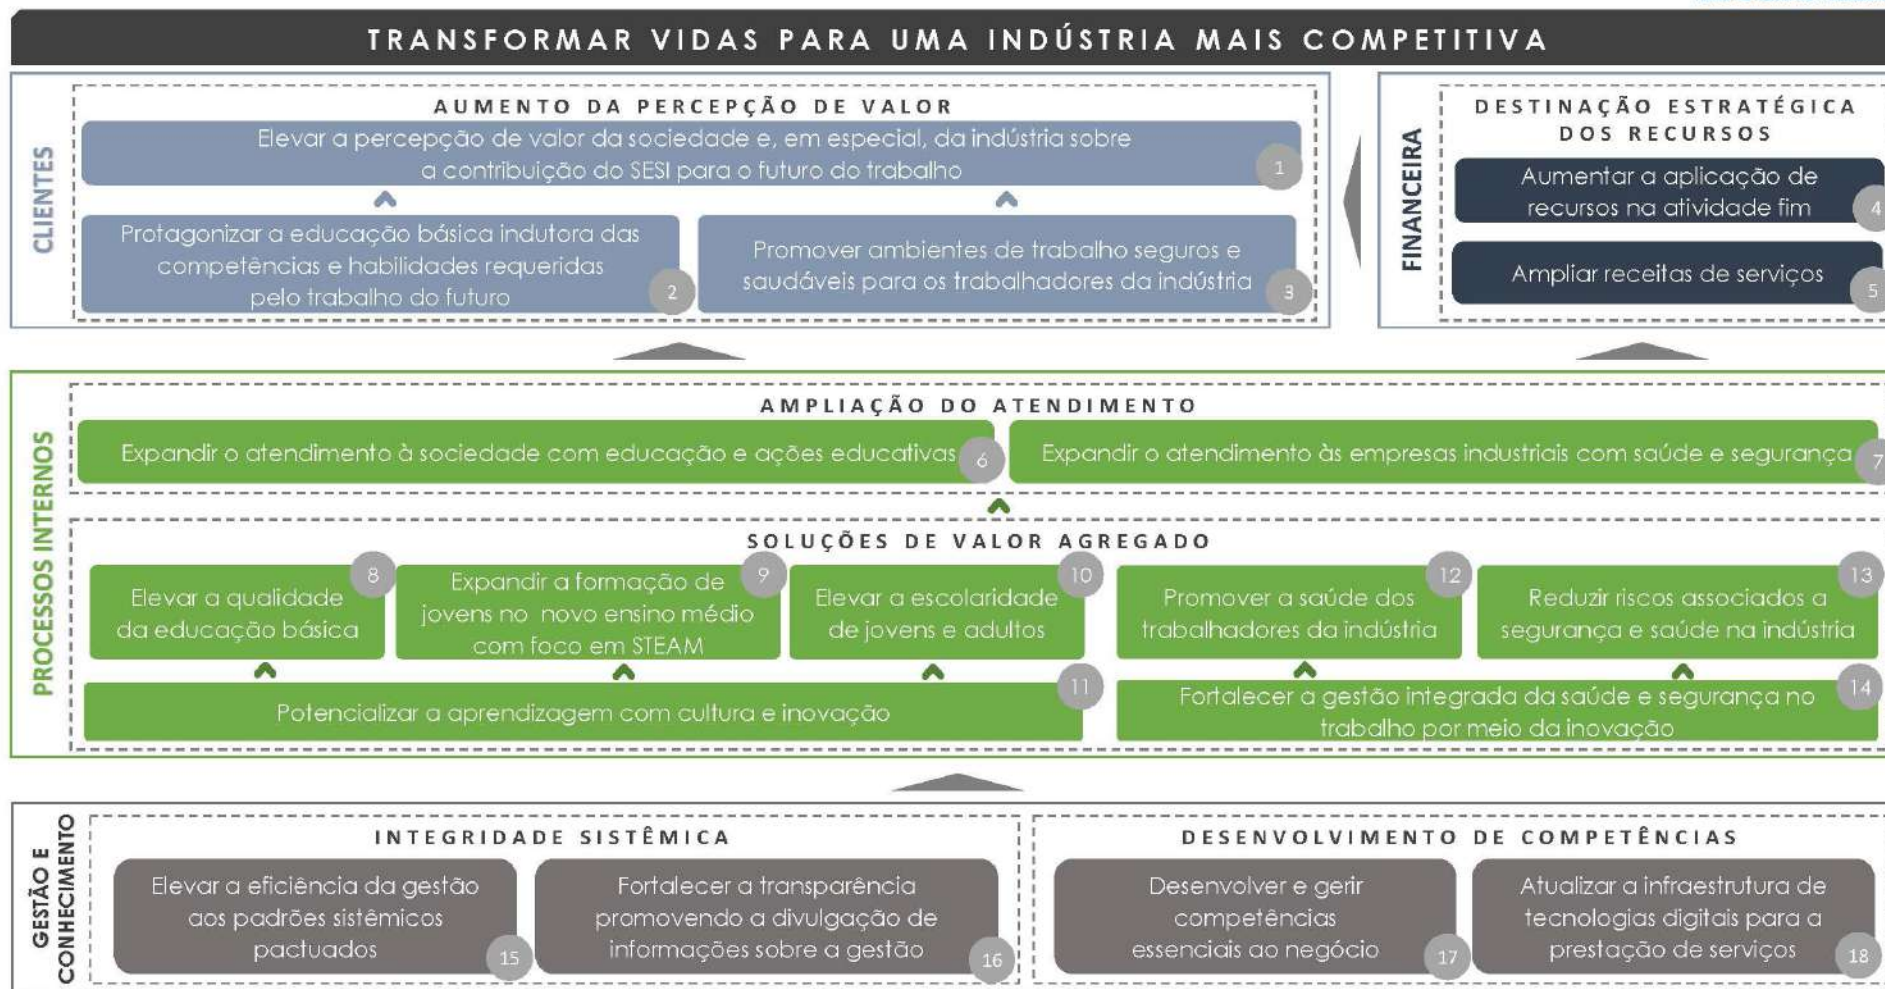 TRANSFORMAR VIDAS PARA UMA INDÚSTRIA MAIS COMPETITIVA
CLIENTES
AUMENTO DA PERCEPÇÃO DE VALOR
Elevar a percepção de valor da sociedade e, em especial, da indústria sobre
a contribuição do SESI para o futuro do trabalho
1
Protagonizar a educação básica indutora das
competências e habilidades requeridas
pelo trabalho do futuro
2
Promover ambientes de trabalho seguros e
saudáveis para os trabalhadores da indústria
3
FINANCEIRA
DESTINAÇÃO ESTRATÉGICA
DOS RECURSOS
Aumentar a aplicação de
recursos na atividade fim
4
Ampliar receitas de serviços
5
PROCESSOS INTERNOS
AMPLIAÇÃO DO ATENDIMENTO
Expandir o atendimento à sociedade com educação e ações educativas
6
Expandir o atendimento às empresas industriais com saúde e segurança
7
SOLUÇÕES DE VALOR AGREGADO
8
Elevar a qualidade
da educação básica
9
Expandir a formação de
jovens no novo ensino médio
com foco em STEAM
10
Elevar a escolaridade
de jovens e adultos
12
Promover a saúde dos
trabalhadores da indústria
13
Reduzir riscos associados a
segurança e saúde na indústria
11
Potencializar a aprendizagem com cultura e inovação
14
Fortalecer a gestão integrada da saúde e segurança no
trabalho por meio da inovação
GESTÃO E
CONHECIMENTO
INTEGRIDADE SISTÊMICA
Elevar a eficiência da gestão
aos padrões sistêmicos
pactuados
15
Fortalecer a transparência
promovendo a divulgação de
informações sobre a gestão
16
DESENVOLVIMENTO DE COMPETÊNCIAS
Desenvolver e gerir
competências
essenciais ao negócio
17
Atualizar a infraestrutura de
tecnologias digitais para a
prestação de serviços
18